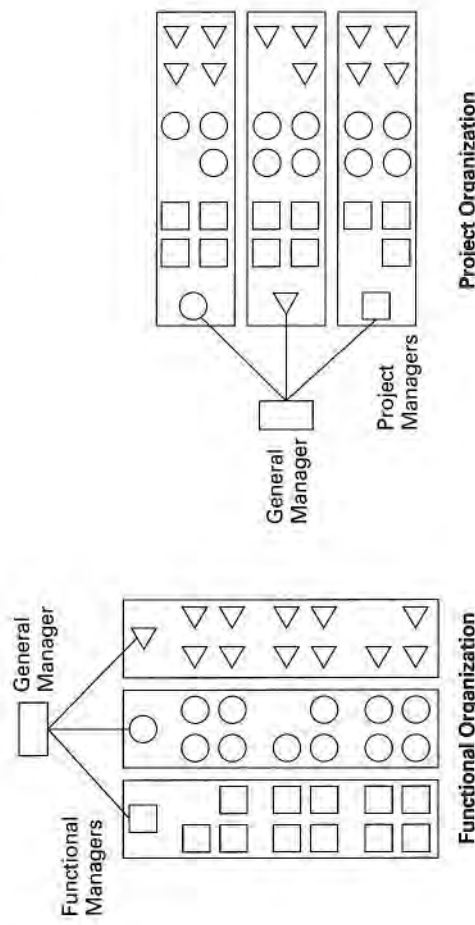 General
Manager
Functional
Managers
Functional Organization
General
Manager
Project
Managers
Project Organization